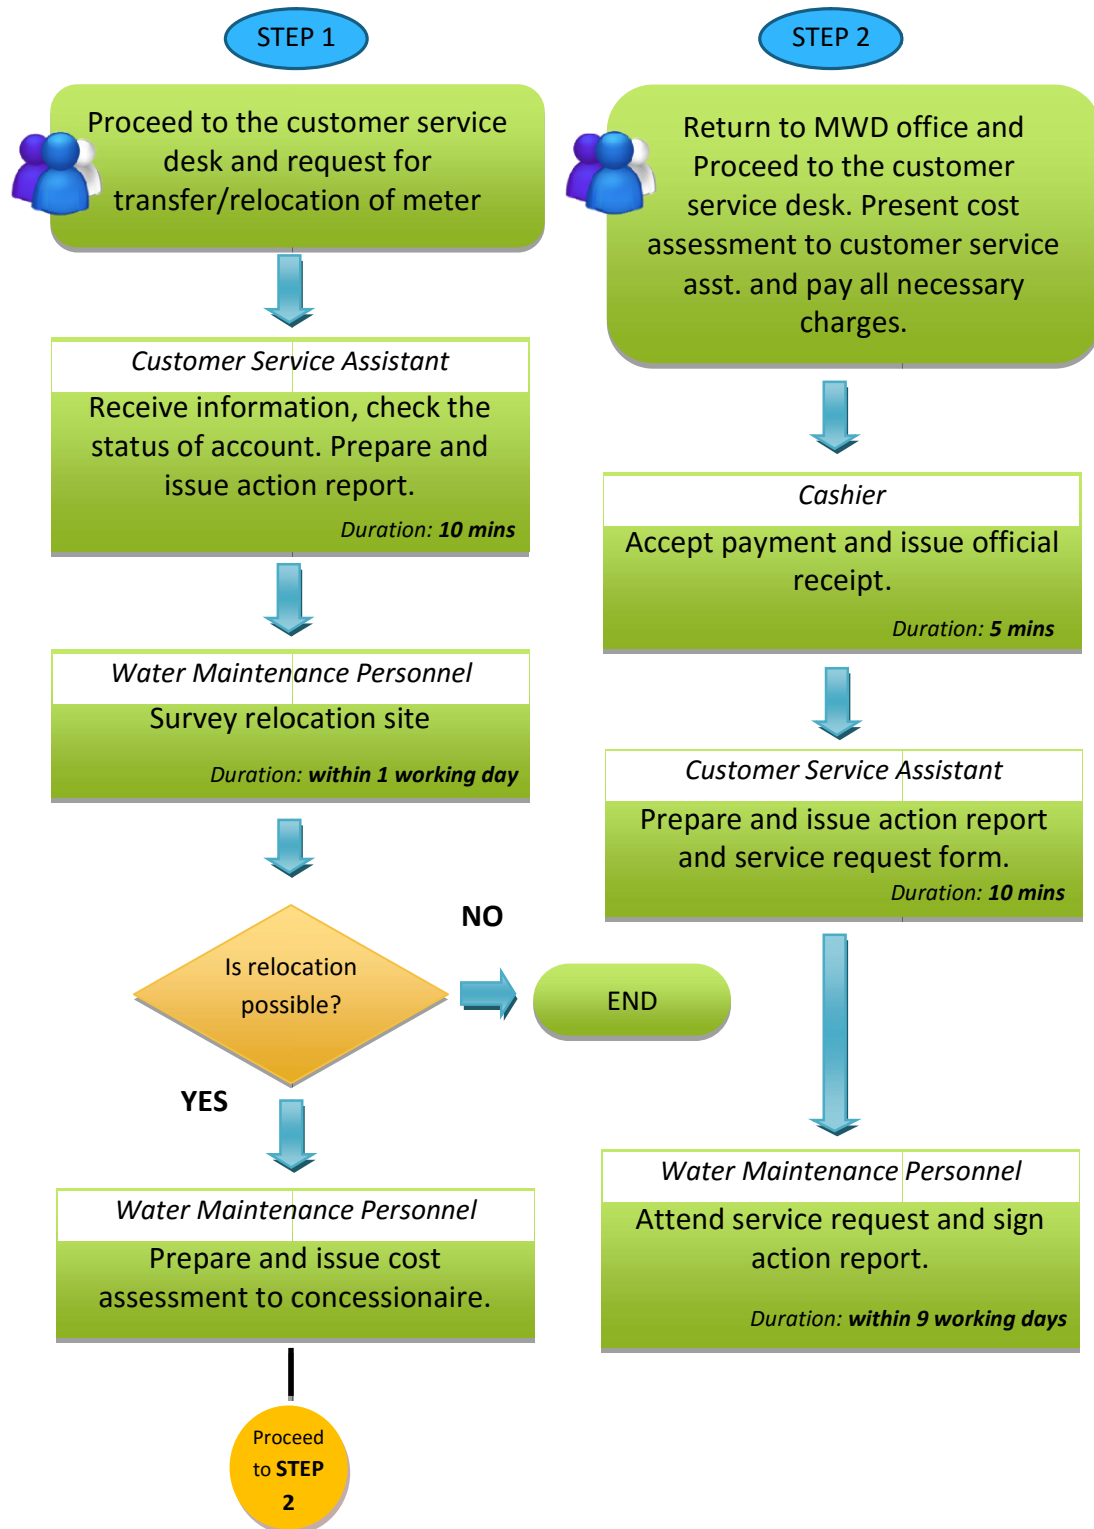 STEP 1
Proceed to the customer service
desk and request for
transfer/relocation of meter
Customer Service Assistant
Receive information, check the
status of account. Prepare and
issue action report.
Duration: 10 mins
Water Maintenance Personnel
Survey relocation site
Duration: within 1 working day
Is relocation
possible?
NO
END
YES
Water Maintenance Personnel
Prepare and issue cost
assessment to concessionaire.
Proceed
to STEP
2
STEP 2
Return to MWD office and
Proceed to the customer
service desk. Present cost
assessment to customer service
asst. and pay all necessary
charges.
Cashier
Accept payment and issue official
receipt.
Duration: 5 mins
Customer Service Assistant
Prepare and issue action report
and service request form.
Duration: 10 mins
Water Maintenance Personnel
Attend service request and sign
action report.
Duration: within 9 working days